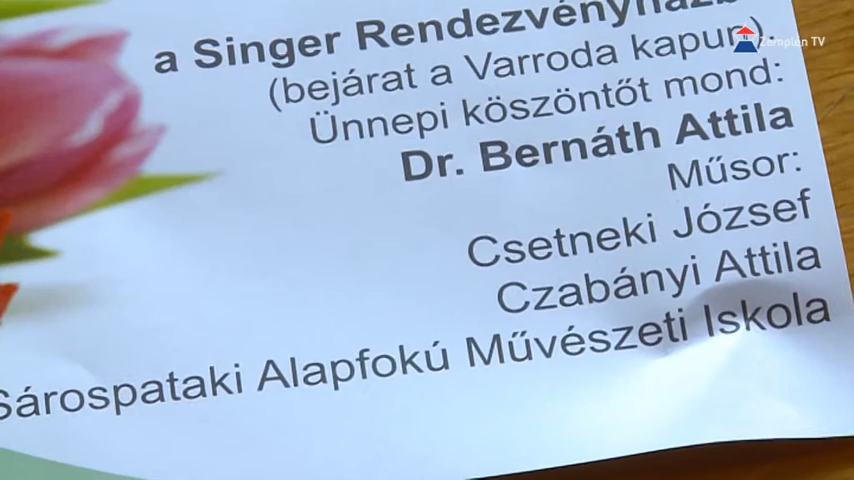 a Singer Rendezvényházb
(bejárat a Varroda kapun).
Ünnepi köszöntőt mond:
Dr. Bernáth Attila
Műsor:
Csetneki József
Czabányi Attila
Sárospataki Alapfokú Művészeti Iskola
Zemplén TV